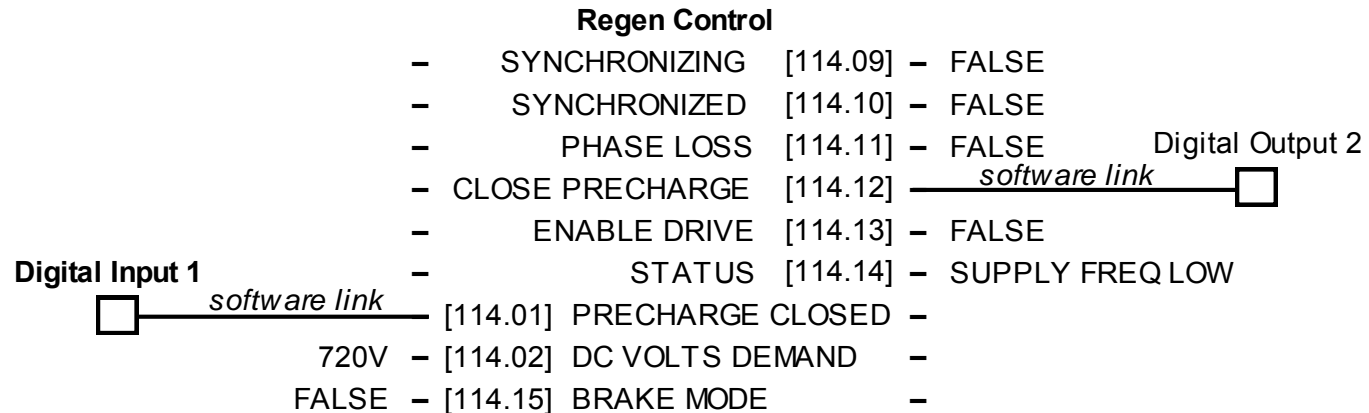 Regen Control
SYNCHRONIZING [114.09] – FALSE
SYNCHRONIZED [114.10] – FALSE
PHASE LOSS [114.11] – FALSE
Digital Output 2
CLOSE PRECHARGE [114.12]
software link
ENABLE DRIVE [114.13] – FALSE
Digital Input 1
STATUS [114.14] – SUPPLY FREQ LOW
software link
[114.01] PRECHARGE CLOSED –
720V – [114.02] DC VOLTS DEMAND –
FALSE – [114.15] BRAKE MODE –